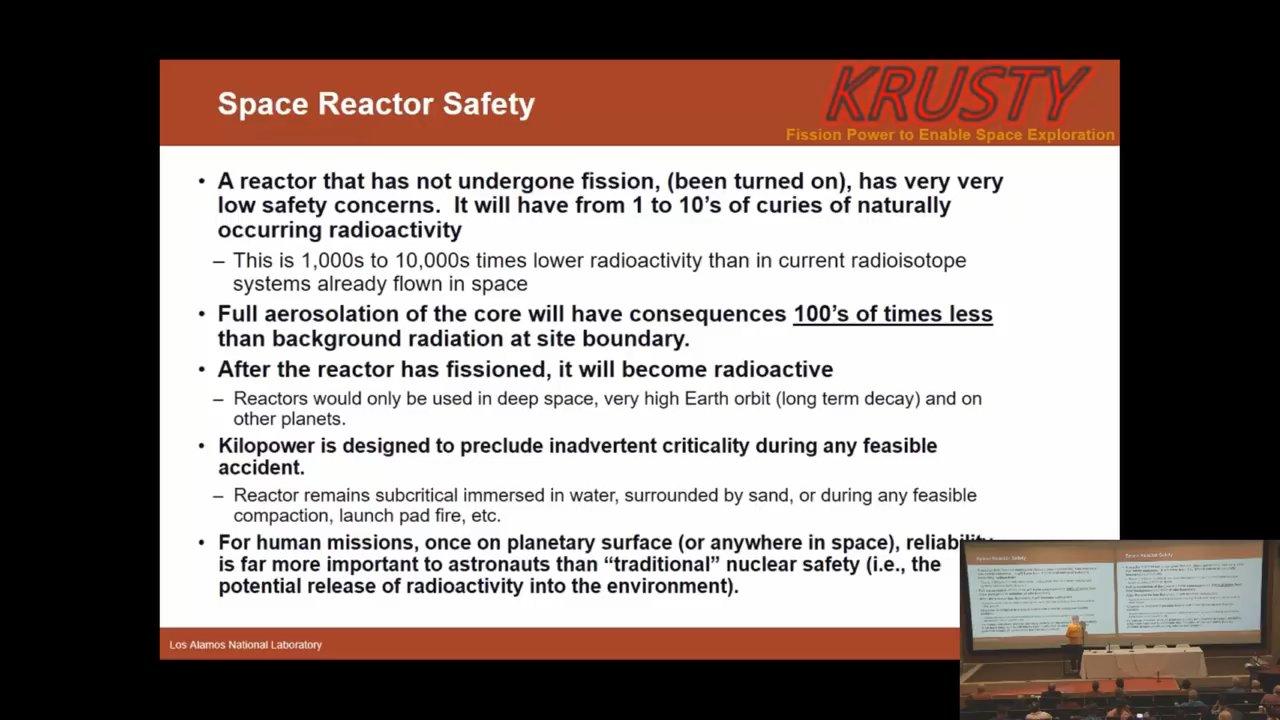 Space Reactor Safety
KRUSTY
Fission Power to Enable Space Exploration
• A reactor that has not undergone fission, (been turned on), has very very
low safety concerns. It will have from 1 to 10's of curies of naturally
occurring radioactivity
– This is 1,000s to 10,000s times lower radioactivity than in current radioisotope
systems already flown in space
• Full aerosolation of the core will have consequences 100's of times less
than background radiation at site boundary.
• After the reactor has fissioned, it will become radioactive
– Reactors would only be used in deep space, very high Earth orbit (long term decay) and on
other planets.
• Kilopower is designed to preclude inadvertent criticality during any feasible
accident.
– Reactor remains subcritical immersed in water, surrounded by sand, or during any feasible
compaction, launch pad fire, etc.
• For human missions, once on planetary surface (or anywhere in space), reliability
is far more important to astronauts than “traditional” nuclear safety (i.e., the
potential release of radioactivity into the environment).
Los Alamos National Laboratory
Space Reactor Safety
Space Reactor Safety